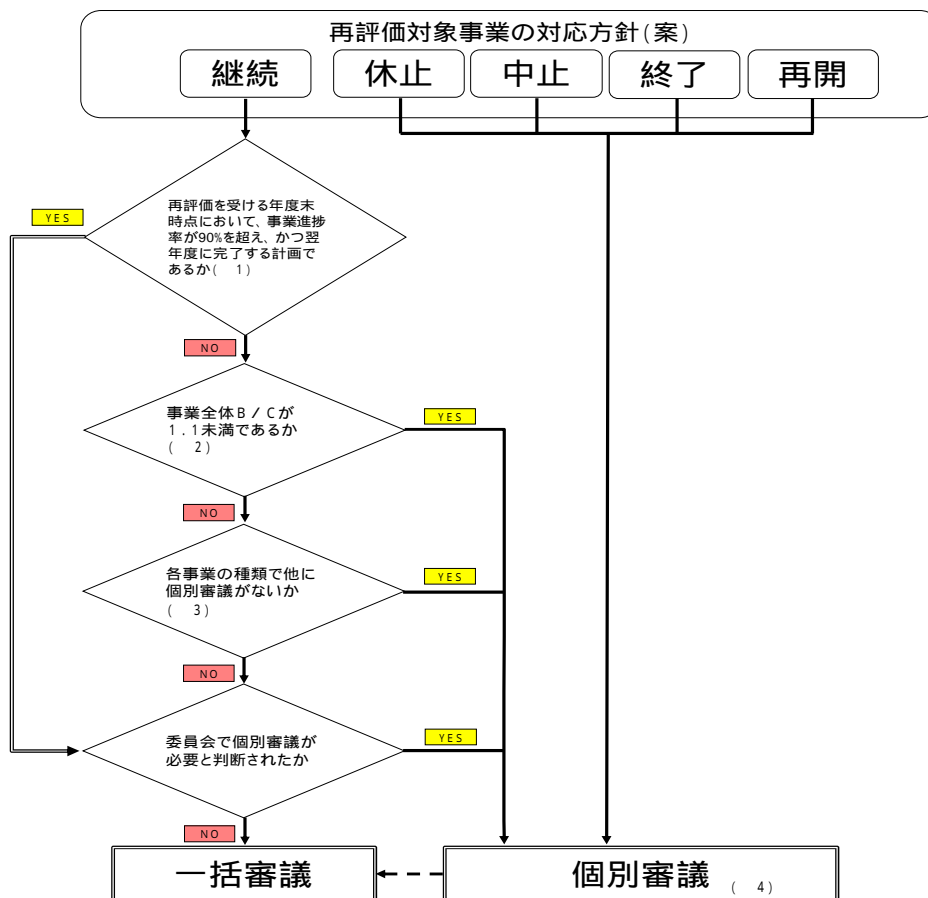 再評価対象事業の対応方針(案)
継続 休止 中止 終了 再開
再評価を受ける年度末
時点において、事業進捗
率が90%を超え、かつ翌
年度に完了する計画で
あるか( 1)
YES
NO
事業全体B/Cが
1.1未満であるか
( 2)
YES
NO
各事業の種類で他に
個別審議がないか
( 3)
YES
NO
委員会で個別審議が
必要と判断されたか
YES
NO
一括審議
個別審議 ( 4)